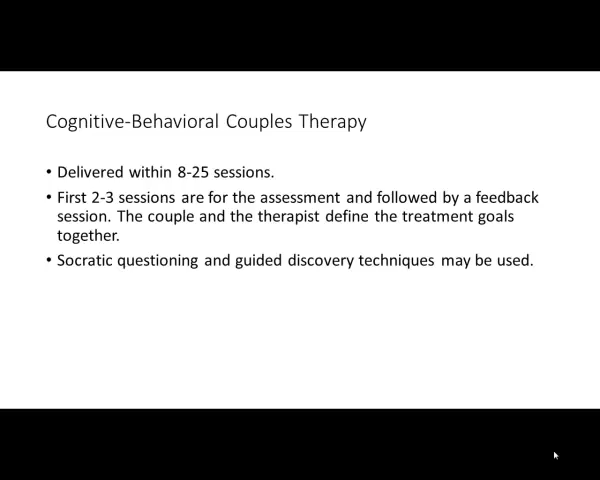 Cognitive-Behavioral Couples Therapy
• Delivered within 8-25 sessions.
• First 2-3 sessions are for the assessment and followed by a feedback
session. The couple and the therapist define the treatment goals
together.
• Socratic questioning and guided discovery techniques may be used.